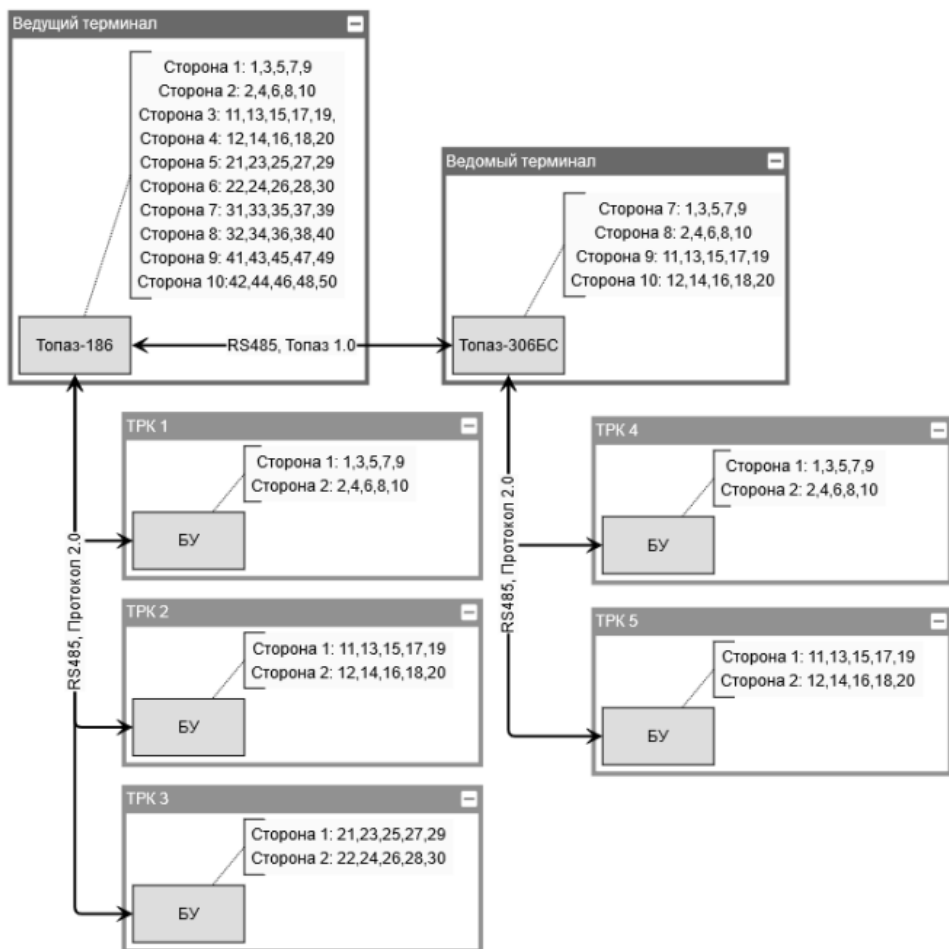 Ведущий терминал
Сторона 1: 1,3,5,7,9
Сторона 2: 2,4,6,8,10
Сторона 3: 11,13,15,17,19,
Сторона 4: 12,14,16,18,20
Сторона 5: 21,23,25,27,29
Сторона 6: 22,24,26,28,30
Сторона 7: 31,33,35,37,39
Сторона 8: 32,34,36,38,40
Сторона 9: 41,43,45,47,49
Сторона 10:42,44,46,48,50
Топаз-186
RS485, Топаз 1.0
Ведомый терминал
Сторона 7: 1,3,5,7,9
Сторона 8: 2,4,6,8,10
Сторона 9: 11,13,15,17,19
Сторона 10: 12,14,16,18,20
Топаз-306БС
RS485, Протокол 2.0
ТРК 1
Сторона 1: 1,3,5,7,9
Сторона 2: 2,4,6,8,10
БУ
ТРК 2
Сторона 1: 11,13,15,17,19
Сторона 2: 12,14,16,18,20
БУ
ТРК 3
Сторона 1: 21,23,25,27,29
Сторона 2: 22,24,26,28,30
БУ
RS485, Протокол 2.0
ТРК 4
Сторона 1: 1,3,5,7,9
Сторона 2: 2,4,6,8,10
БУ
ТРК 5
Сторона 1: 11,13,15,17,19
Сторона 2: 12,14,16,18,20
БУ